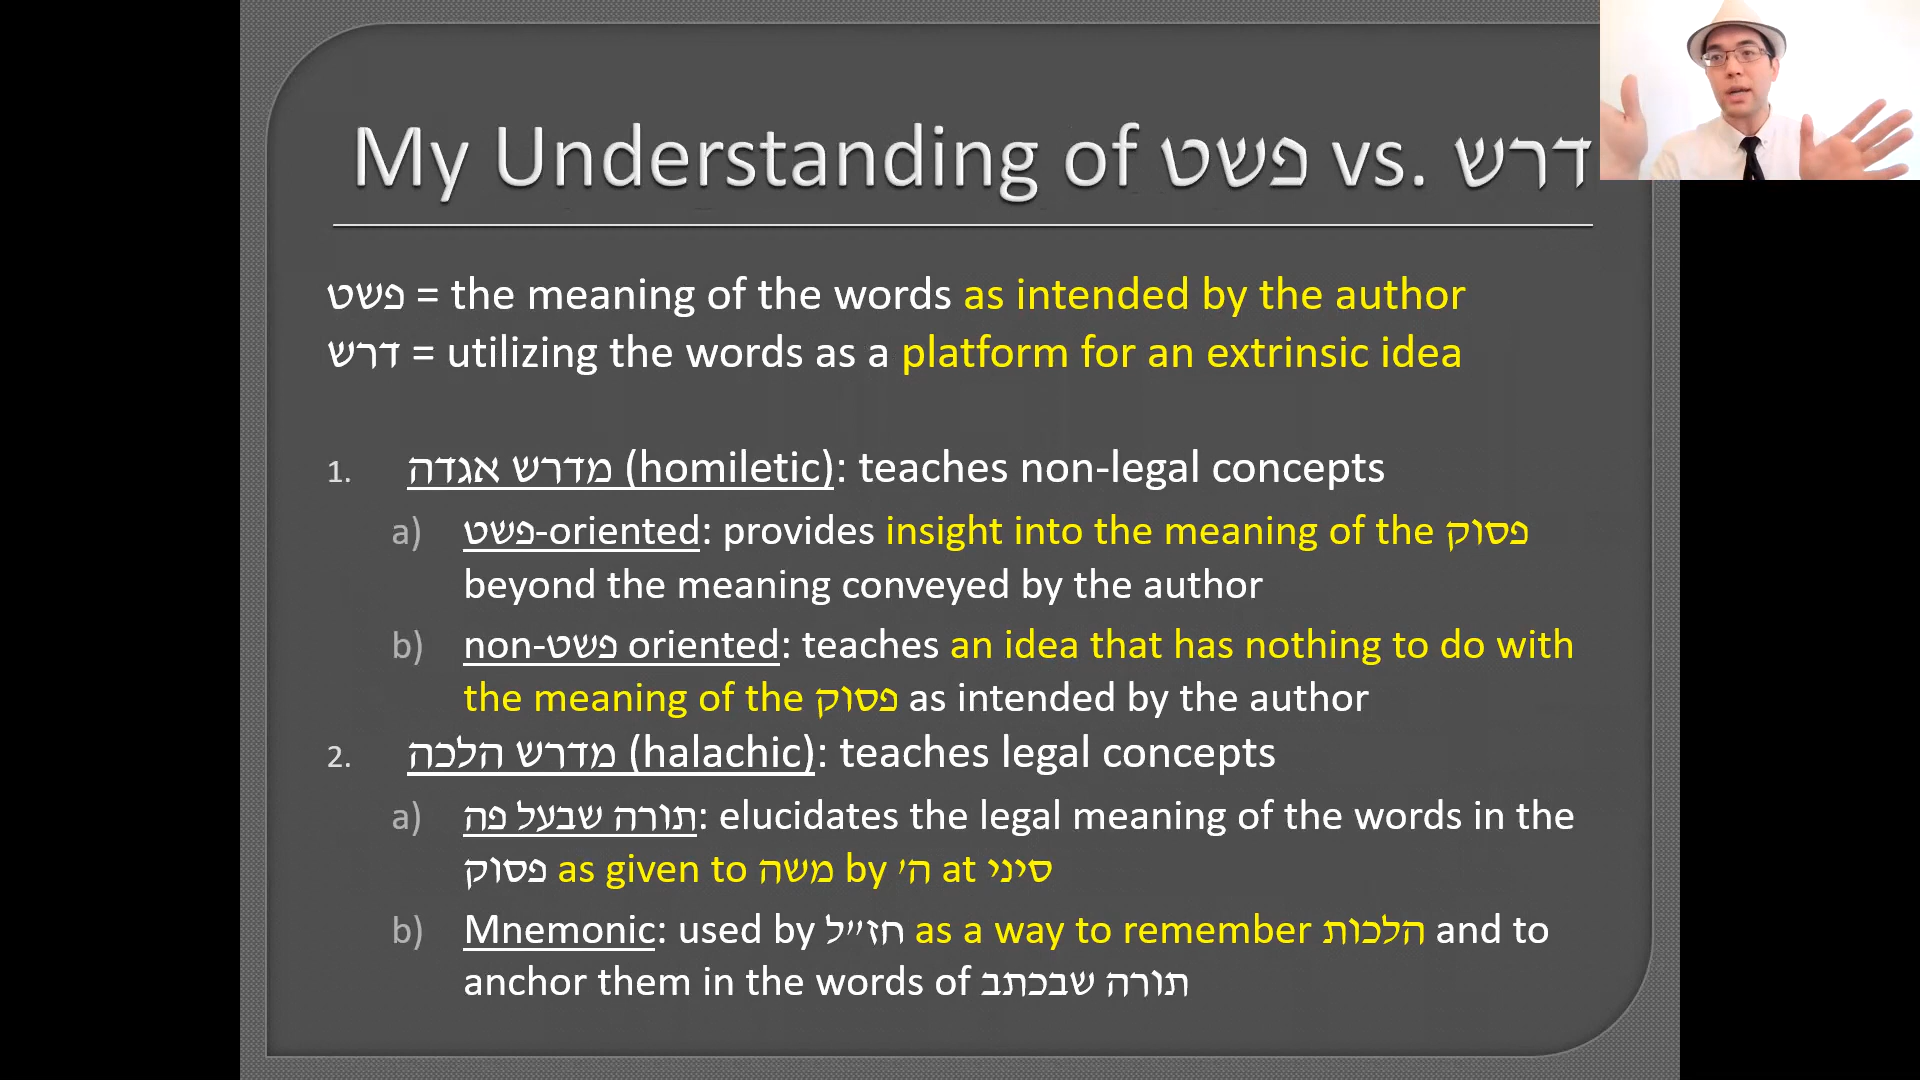 My Understanding of פשט vs. דרש
פשט = the meaning of the words as intended by the author
דרש = utilizing the words as a platform for an extrinsic idea
1. מדרש אגדה (homiletic): teaches non-legal concepts
a) פשט-oriented: provides insight into the meaning of the פסוק
beyond the meaning conveyed by the author
b) non-פשט oriented: teaches an idea that has nothing to do with
the meaning of the פסוק as intended by the author
2. מדרש הלכה (halachic): teaches legal concepts
a) תורה שבעל פה: elucidates the legal meaning of the words in the
פסוק as given to משה by ה׳ at סיני
b) Mnemonic: used by חז״ל as a way to remember הלכות and to
anchor them in the words of תורה שבכתב